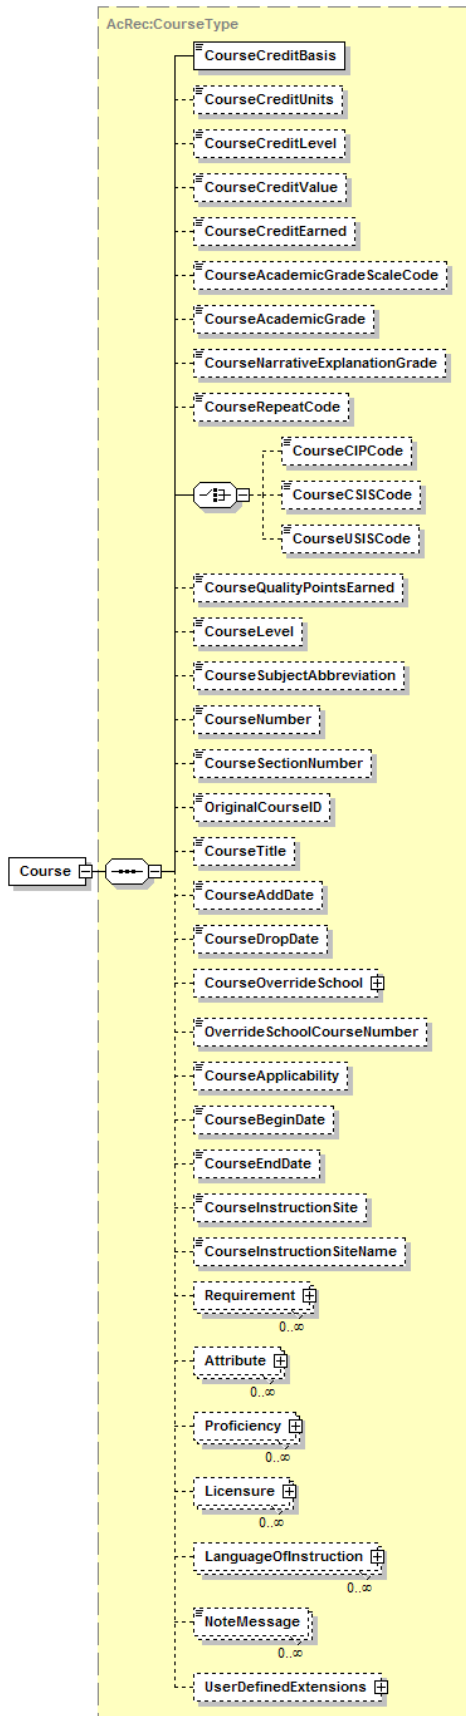 AcRec:CourseType
CourseCreditBasis
CourseCreditUnits
CourseCreditLevel
CourseCreditValue
CourseCreditEarned
CourseAcademicGradeScaleCode
CourseAcademicGrade
CourseNarrativeExplanationGrade
CourseRepeatCode
CourseCIPCode
CourseCSISCode
CourseUSISCode
CourseQualityPointsEarned
CourseLevel
CourseSubjectAbbreviation
CourseNumber
CourseSectionNumber
OriginalCourseID
CourseTitle
Course
CourseAddDate
CourseDropDate
CourseOverrideSchool
OverrideSchoolCourseNumber
CourseApplicability
CourseBeginDate
CourseEndDate
CourseInstructionSite
CourseInstructionSiteName
Requirement
0..∞
Attribute
0..∞
Proficiency
0..∞
Licensure
0..∞
LanguageOfInstruction
0..∞
NoteMessage
0..∞
UserDefinedExtensions